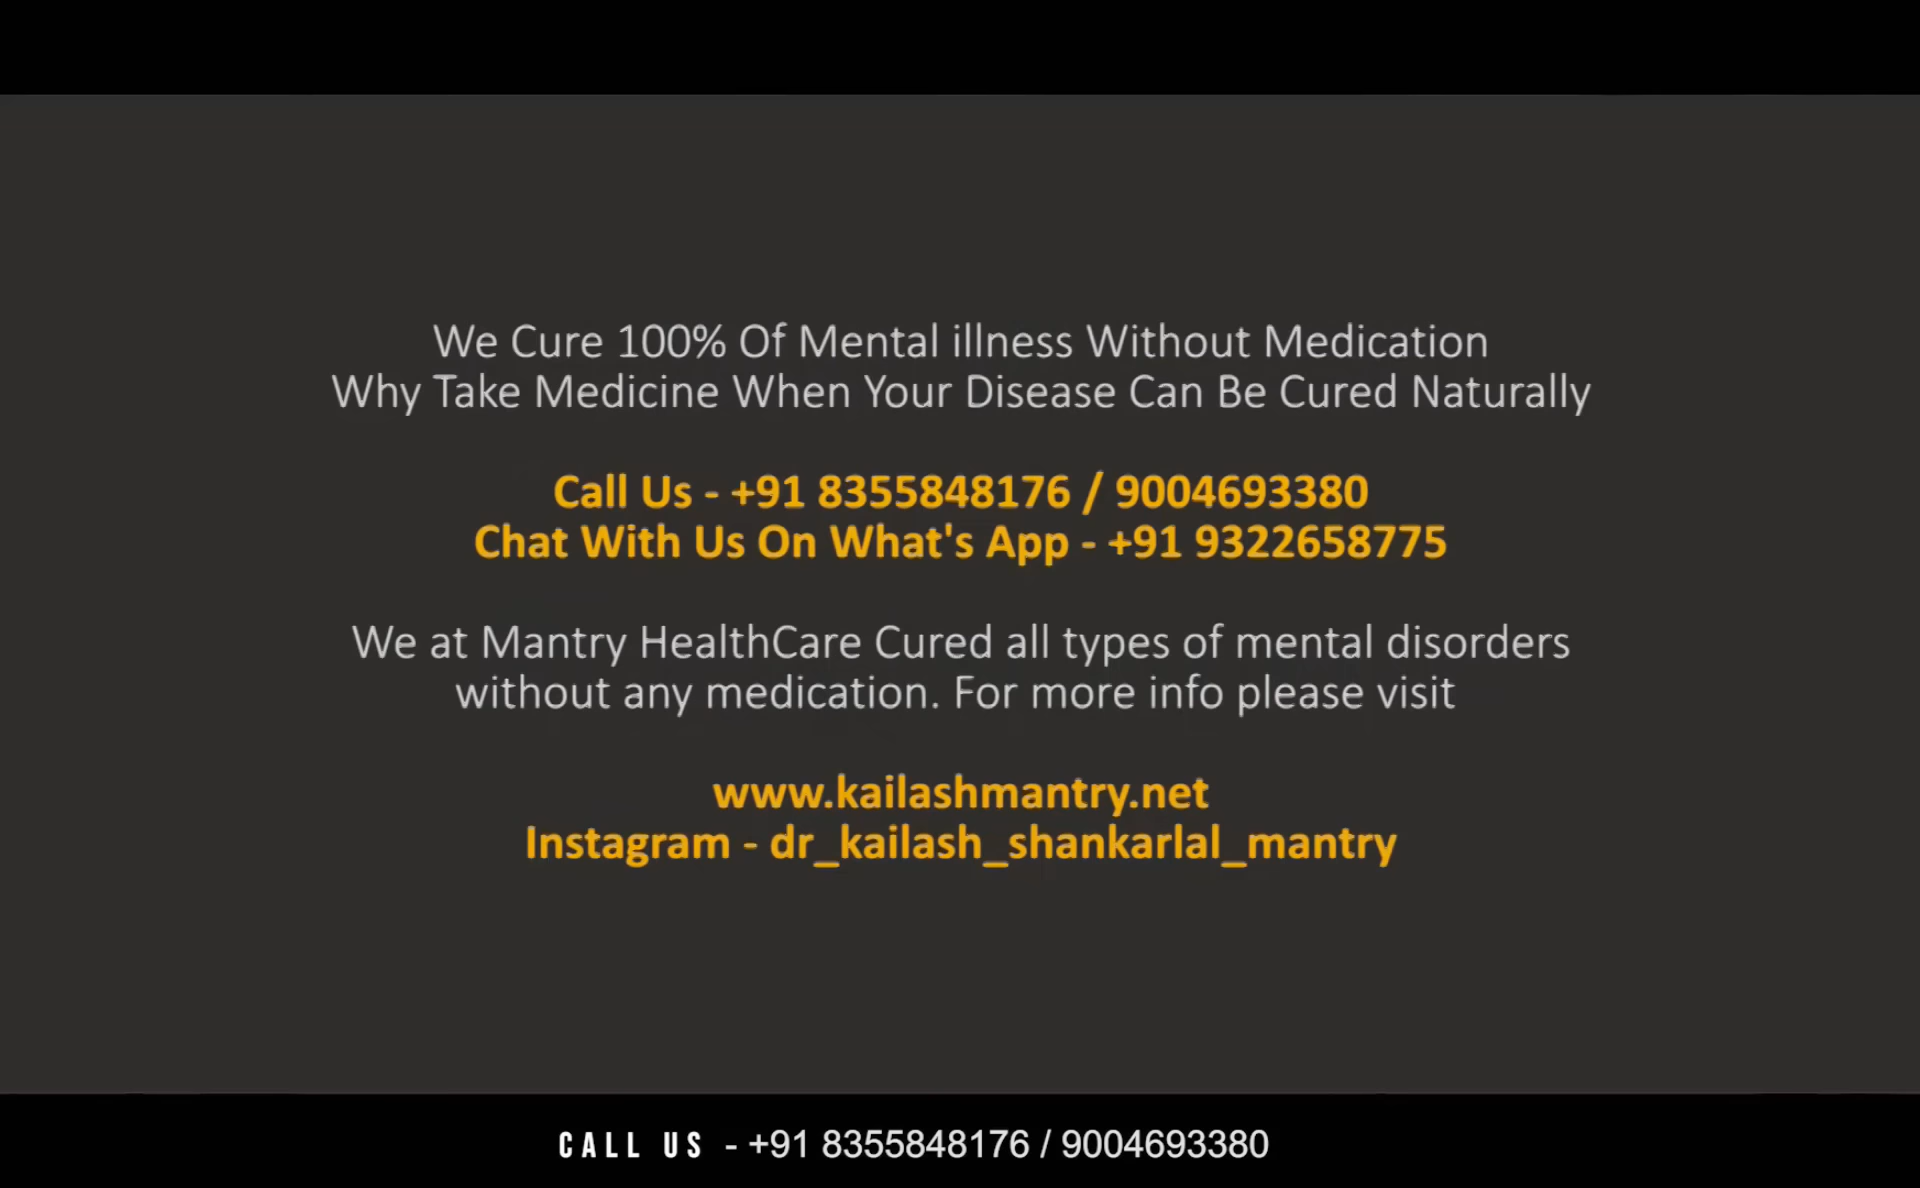 We Cure 100% Of Mental illness Without Medication
Why Take Medicine When Your Disease Can Be Cured Naturally
Call Us - +91 8355848176 / 9004693380
Chat With Us On What's App - +91 9322658775
We at Mantry HealthCare Cured all types of mental disorders
without any medication. For more info please visit
www.kailashmantry.net
Instagram - dr_kailash_shankarlal_mantry
CALL US - +91 8355848176 / 9004693380